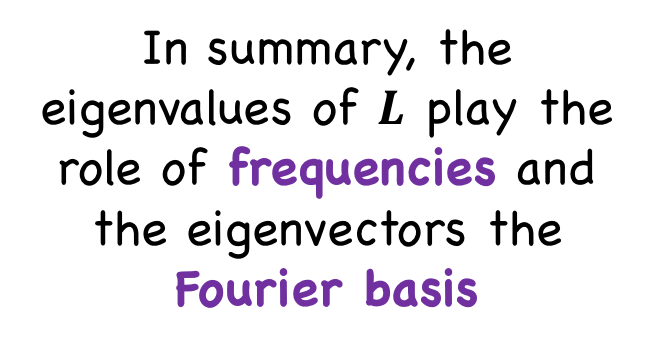 In summary, the
eigenvalues of L play the
role of frequencies and
the eigenvectors the
Fourier basis